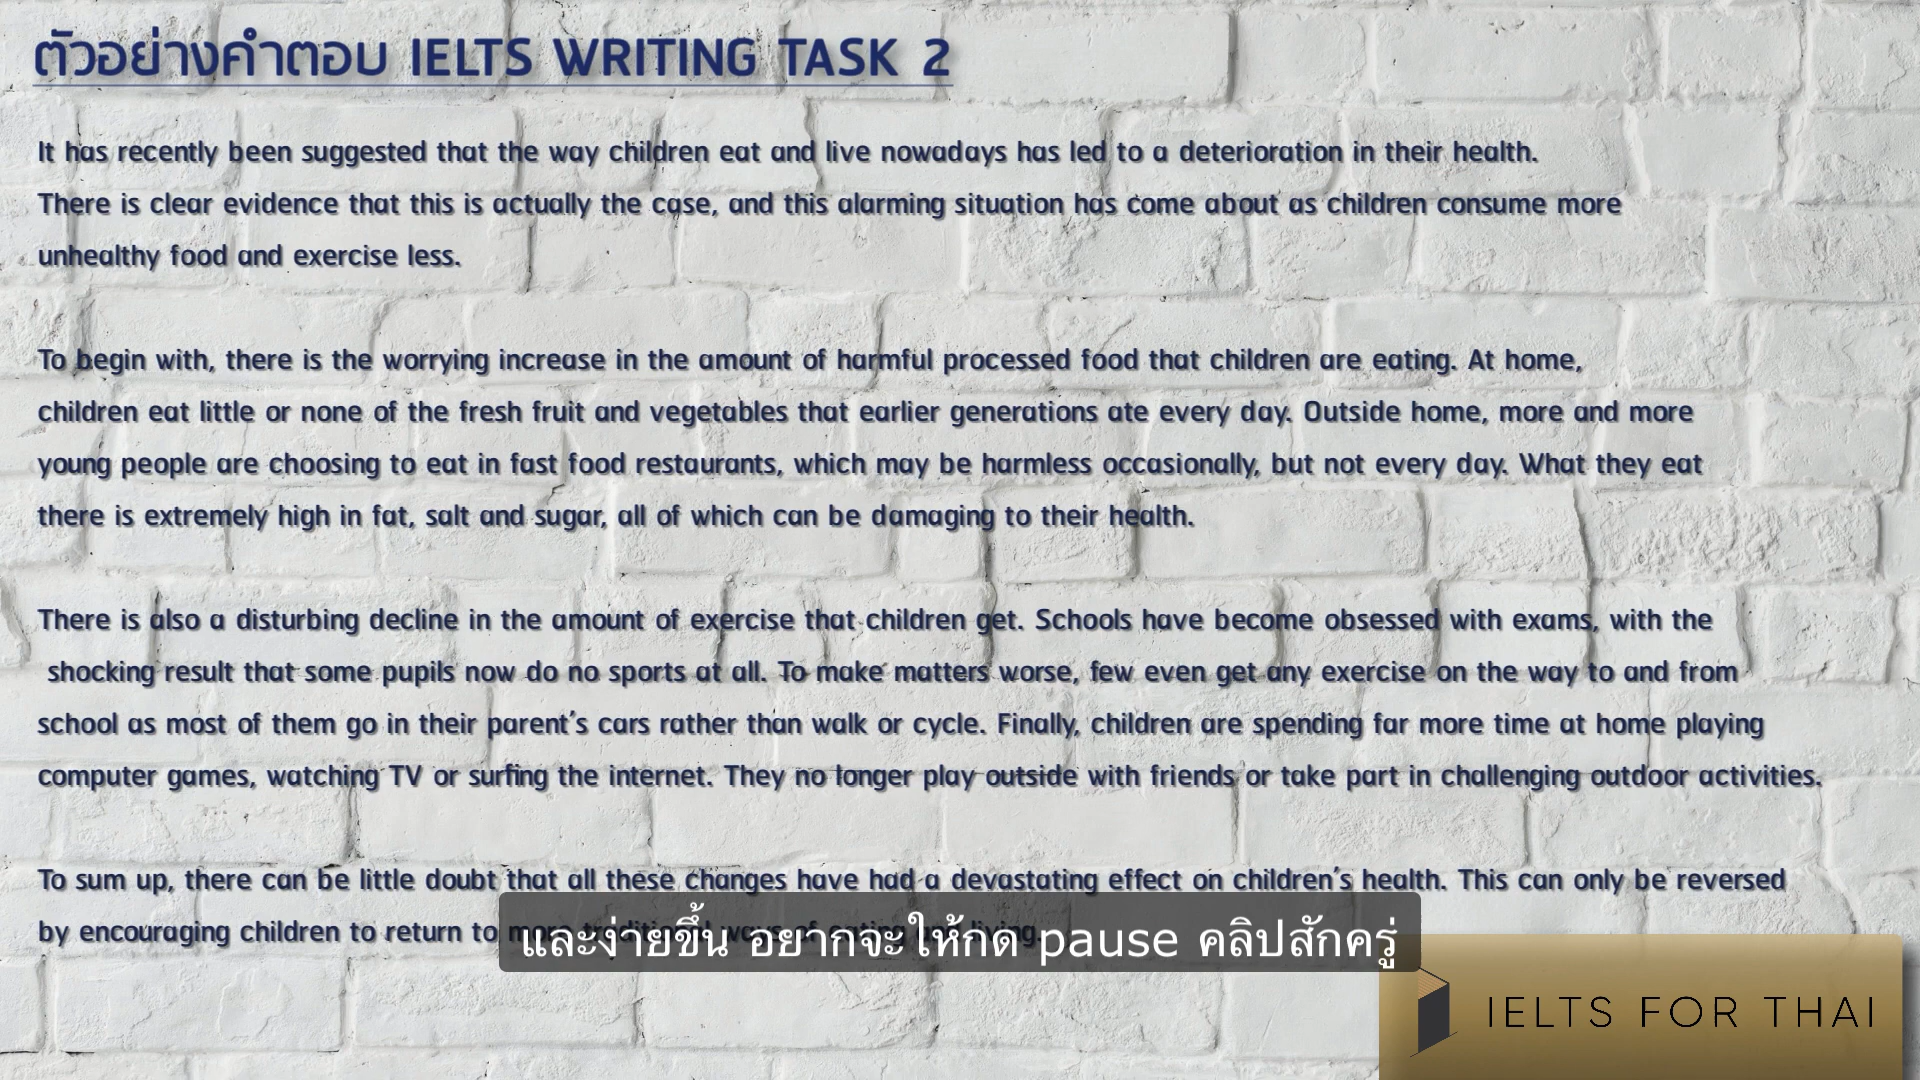 ตัวอย่างคำตอบ IELTS WRITING TASK 2
It has recently been suggested that the way children eat and live nowadays has led to a deterioration in their health.
There is clear evidence that this is actually the case, and this alarming situation has come about as children consume more
unhealthy food and exercise less.
To begin with, there is the worrying increase in the amount of harmful processed food that children are eating. At home,
children eat little or none of the fresh fruit and vegetables that earlier generations ate every day. Outside home, more and more
young people are choosing to eat in fast food restaurants, which may be harmless occasionally, but not every day. What they eat
there is extremely high in fat, salt and sugar, all of which can be damaging to their health.
There is also a disturbing decline in the amount of exercise that children get. Schools have become obsessed with exams, with the
shocking result that some pupils now do no sports at all. To make matters worse, few even get any exercise on the way to and from
school as most of them go in their parent's cars rather than walk or cycle. Finally, children are spending far more time at home playing
computer games, watching TV or surfing the internet. They no longer play outside with friends or take part in challenging outdoor activities.
To sum up, there can be little doubt that all these changes have had a devastating effect on children's health. This can only be reversed
by encouraging children to return to
และง่ายขึ้น อยากจะให้กด pause คลิปสักครู่
IELTS FOR THAI